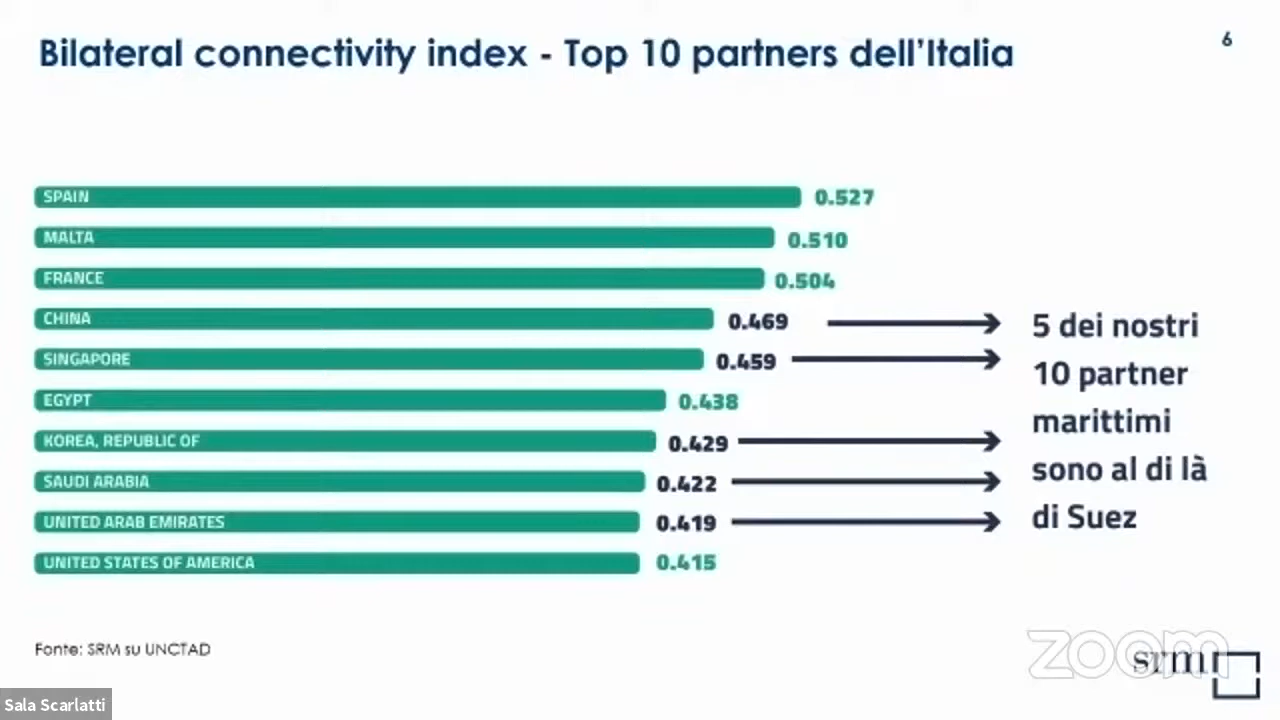 Bilateral connectivity index - Top 10 partners dell'Italia
6
SPAIN 0.527
MALTA 0.510
FRANCE 0.504
CHINA 0.469
SINGAPORE 0.459
EGYPT 0.438
KOREA, REPUBLIC OF 0.429
SAUDI ARABIA 0.422
UNITED ARAB EMIRATES 0.419
UNITED STATES OF AMERICA 0.415
5 dei nostri
10 partner
marittimi
sono al di là
di Suez
Fonte: SRM su UNCTAD
zoom
srm
Sala Scarlatti